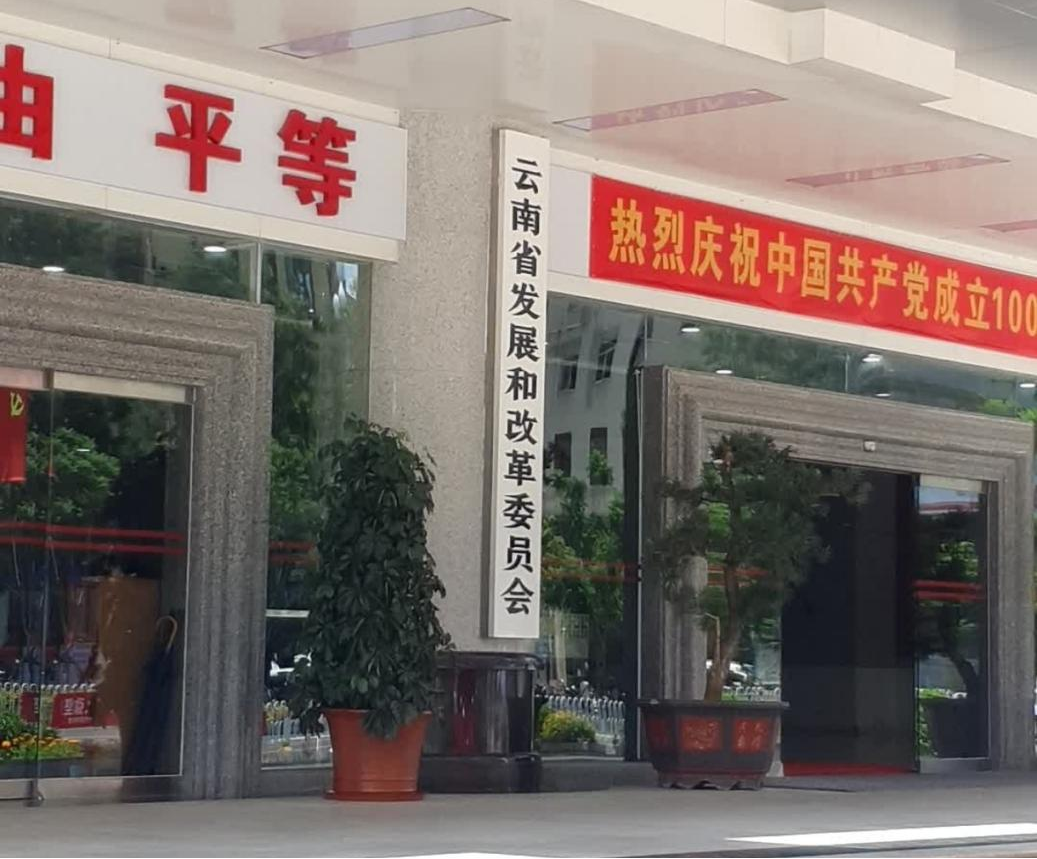 由 平等
云南省发展和改革委员会
热烈庆祝中国共产党成立100